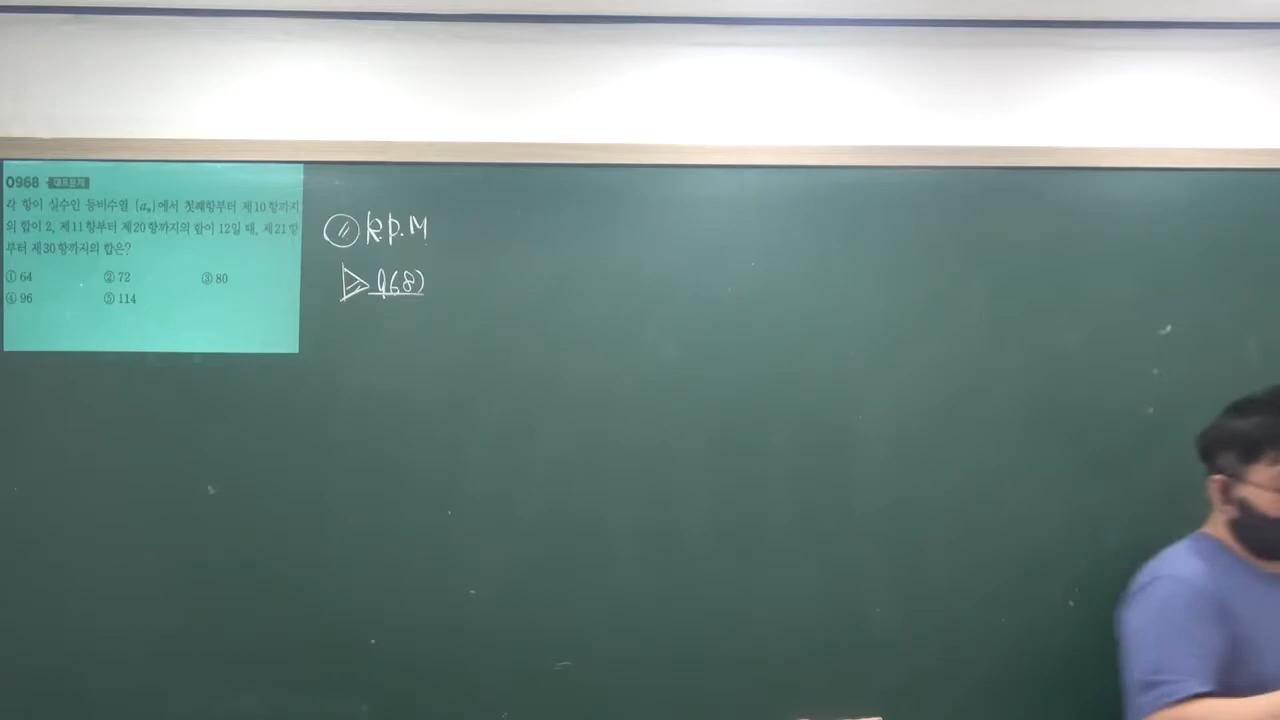 0968 대표문제
각 항이 실수인 등비수열 {aₙ}에서 첫째항부터 제10항까지
의 합이 2, 제11항부터 제20항까지의 합이 12일 때, 제21항
부터 제30항까지의 합은?
① 64 ② 72 ③ 80
④ 96 ⑤ 114
R.P.M
968)